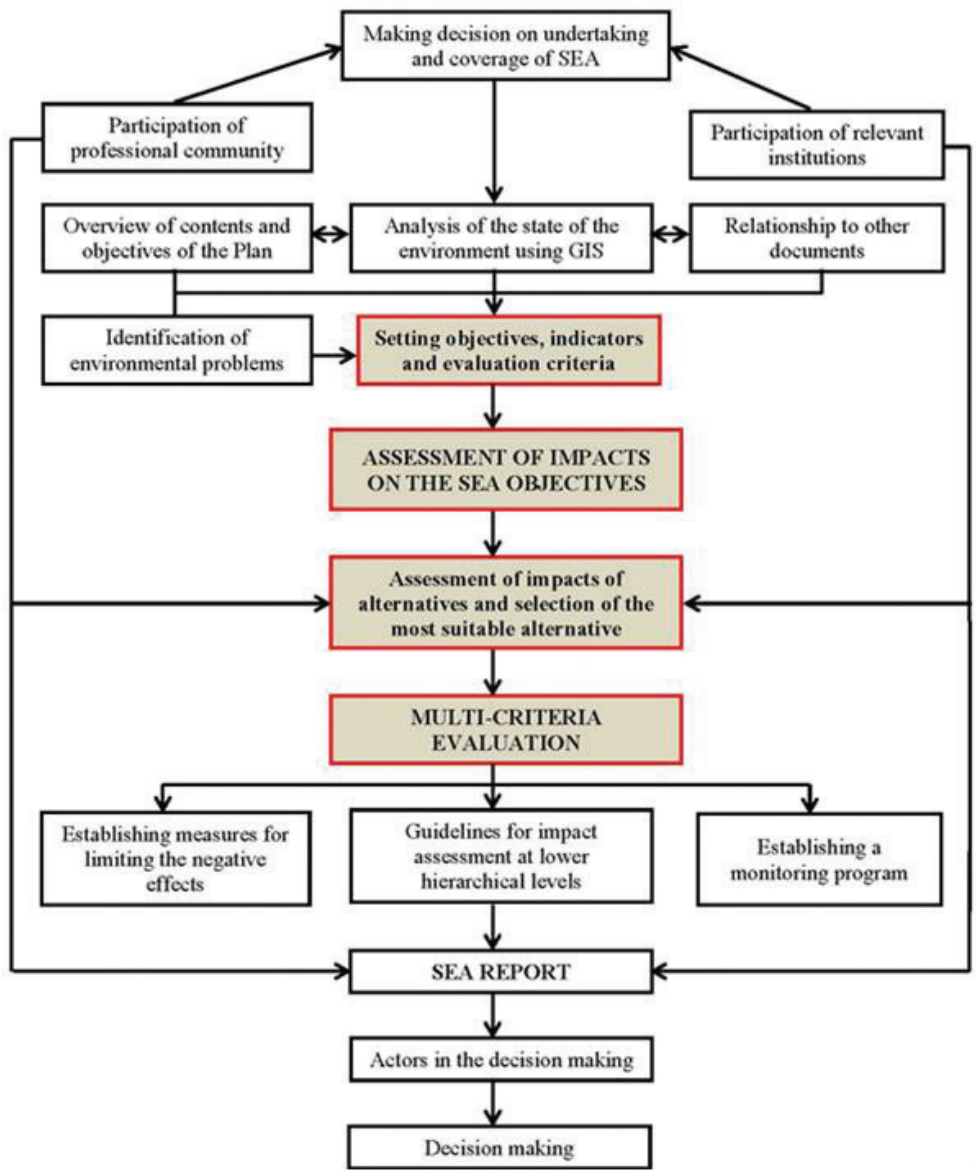 Making decision on undertaking
and coverage of SEA
Participation of
professional community
Participation of relevant
institutions
Overview of contents and
objectives of the Plan
Analysis of the state of the
environment using GIS
Relationship to other
documents
Identification of
environmental problems
Setting objectives, indicators
and evaluation criteria
ASSESSMENT OF IMPACTS
ON THE SEA OBJECTIVES
Assessment of impacts of
alternatives and selection of the
most suitable alternative
MULTI-CRITERIA
EVALUATION
Establishing measures for
limiting the negative
effects
Guidelines for impact
assessment at lower
hierarchical levels
Establishing a
monitoring program
SEA REPORT
Actors in the decision making
Decision making